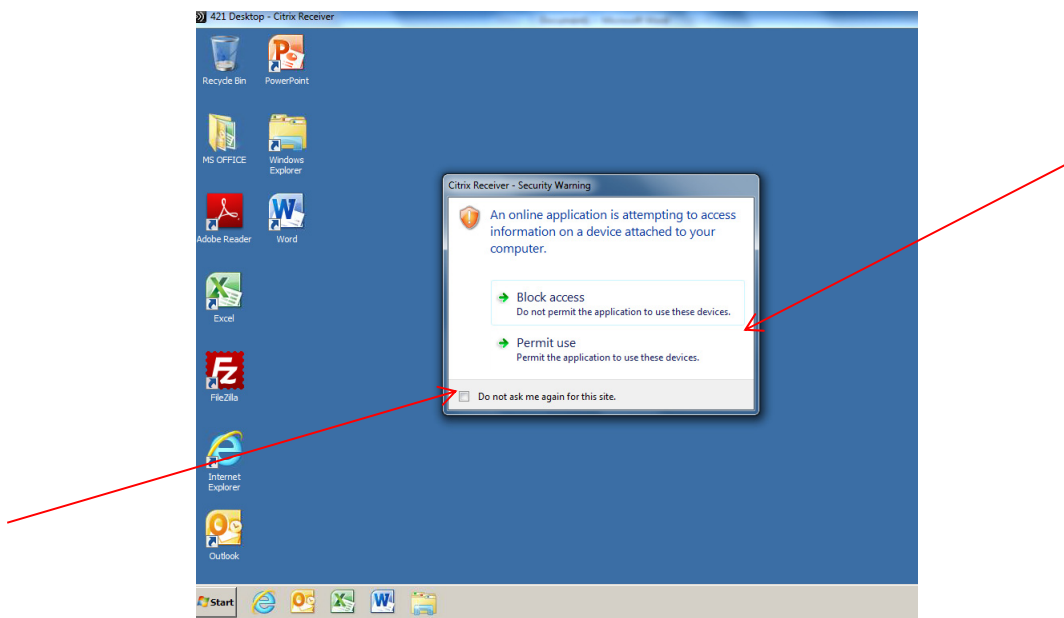 421 Desktop - Citrix Receiver
Recycle Bin
PowerPoint
MS OFFICE
Windows
Explorer
Adobe Reader
Word
Excel
FileZilla
Internet
Explorer
Outlook
Citrix Receiver - Security Warning
An online application is attempting to access
information on a device attached to your
computer.
Block access
Do not permit the application to use these devices.
Permit use
Permit the application to use these devices.
Do not ask me again for this site.
Start